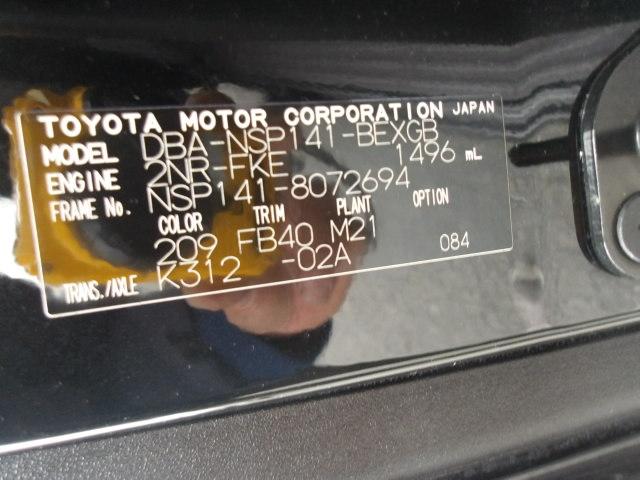 TOYOTA MOTOR CORPORATION JAPAN
MODEL DBA-NSP141-BEXGB
ENGINE 2NR-FKE 1496 mL
FRAME No. NSP141-8072694
COLOR TRIM PLANT OPTION
209 FB40 M21 084
TRANS./AXLE K312 -02A